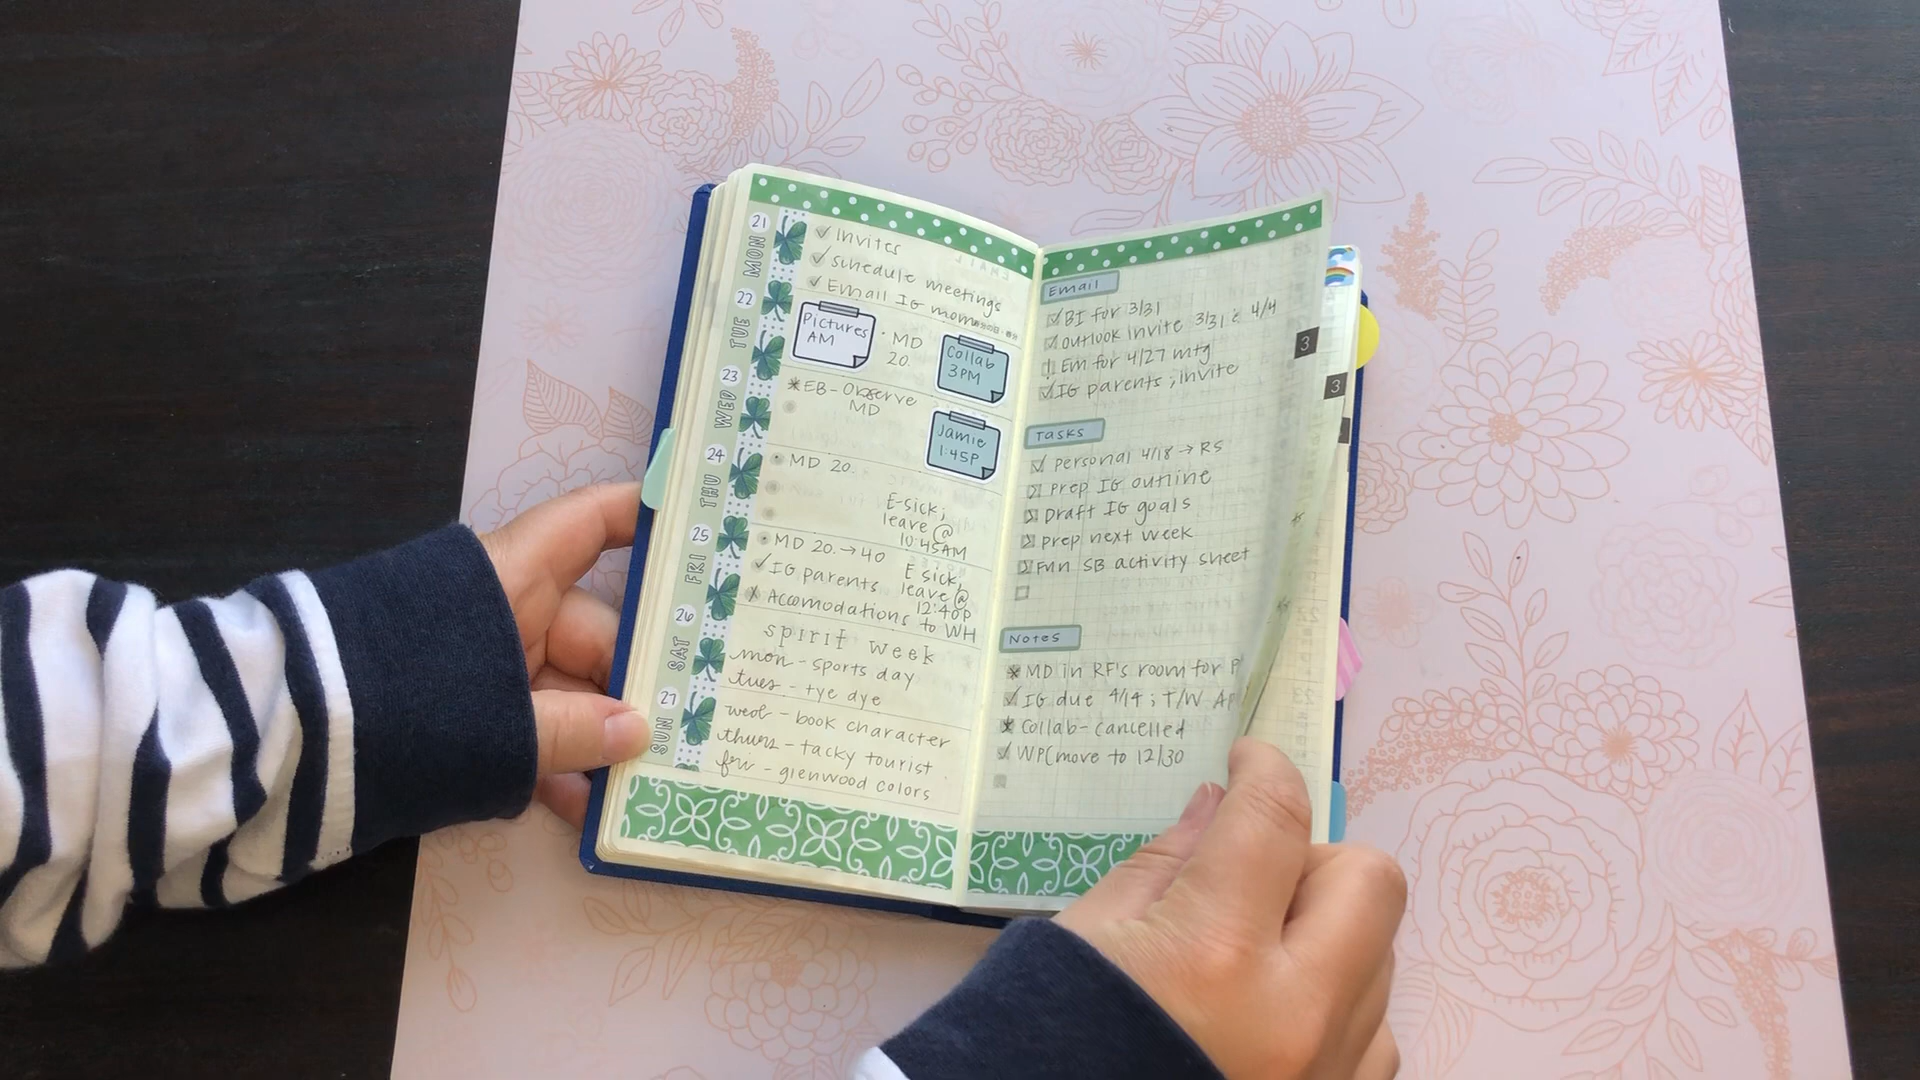 21
MON
✓ Invites
✓ schedule meetings
✓ Email IG mom
22
TUE
Pictures
AM
· MD
20.
Collab
3PM
23
WED
* EB - Observe
MD
Jamie
1:45P
24
THU
· MD 20.
E-sick;
leave @
10:45AM
25
FRI
· MD 20. → 40
✓ IG parents
E sick,
leave @
12:40p
Accomodations to WH
26
SAT
spirit week
mon - sports day
tues - tye dye
27
SUN
wed - book character
thurs - tacky tourist
fri - glenwood colors
Email
BI for 3/31
outlook invite 3/31 & 4/4
Em for 4/27 mtg
IG parents ; invite
3
3
Tasks
✓ personal 4/18 → RS
Prep IG outline
Draft IG goals
prep next week
Fun SB activity sheet
Notes
* MD in RF's room for
✓ IG due 4/14 ; T/W
* Collab - cancelled
✓ WPC move to 12/30